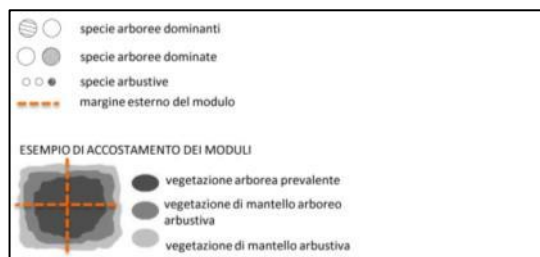 specie arboree dominanti
specie arboree dominate
specie arbustive
margine esterno del modulo
ESEMPIO DI ACCOSTAMENTO DEI MODULI
vegetazione arborea prevalente
vegetazione di mantello arboreo
arbustiva
vegetazione di mantello arbustiva